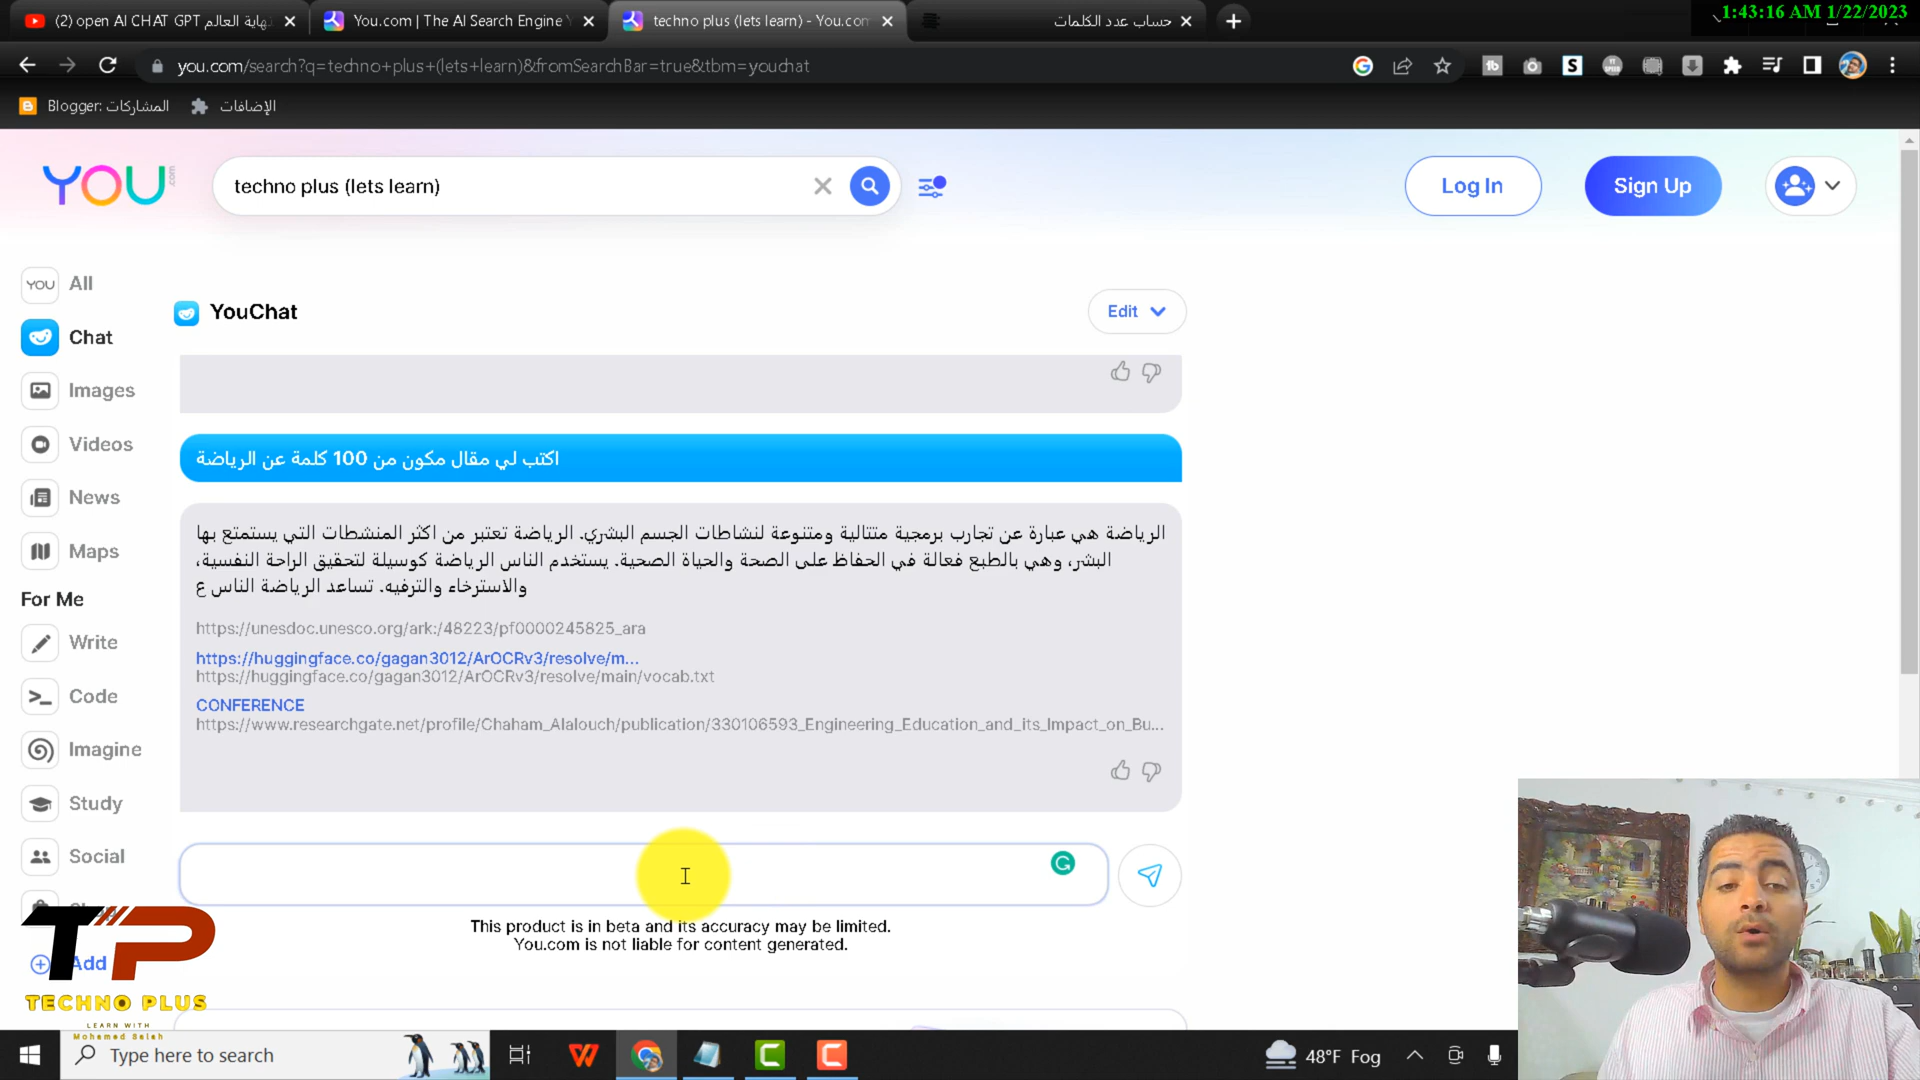 (2) open AI CHAT GPT نهاية العالم
You.com | The AI Search Engine Y
techno plus (lets learn) - You.com
حساب عدد الكلمات
1:43:16 AM 1/22/2023
you.com/search?q=techno+plus+(lets+learn)&fromSearchBar=true&tbm=youchat
Blogger: المشاركات
الإضافات
YOU.com
techno plus (lets learn)
Log In
Sign Up
YOU All
Chat
Images
Videos
News
Maps
For Me
Write
Code
Imagine
Study
Social
Add
YouChat
Edit
اكتب لي مقال مكون من 100 كلمة عن الرياضة
الرياضة هي عبارة عن تجارب برمجية متتالية ومتنوعة لنشاطات الجسم البشري. الرياضة تعتبر من اكثر المنشطات التي يستمتع بها
البشر، وهي بالطبع فعالة في الحفاظ على الصحة والحياة الصحية. يستخدم الناس الرياضة كوسيلة لتحقيق الراحة النفسية،
والاسترخاء والترفيه. تساعد الرياضة الناس ع
https://unesdoc.unesco.org/ark:/48223/pf0000245825_ara
https://huggingface.co/gagan3012/ArOCRv3/resolve/m...
https://huggingface.co/gagan3012/ArOCRv3/resolve/main/vocab.txt
CONFERENCE
https://www.researchgate.net/profile/Chaham_Alalouch/publication/330106593_Engineering_Education_and_its_Impact_on_Bu...
This product is in beta and its accuracy may be limited.
You.com is not liable for content generated.
TP
TECHNO PLUS
LEARN WITH
Mohamed Saleh
Type here to search
48°F Fog